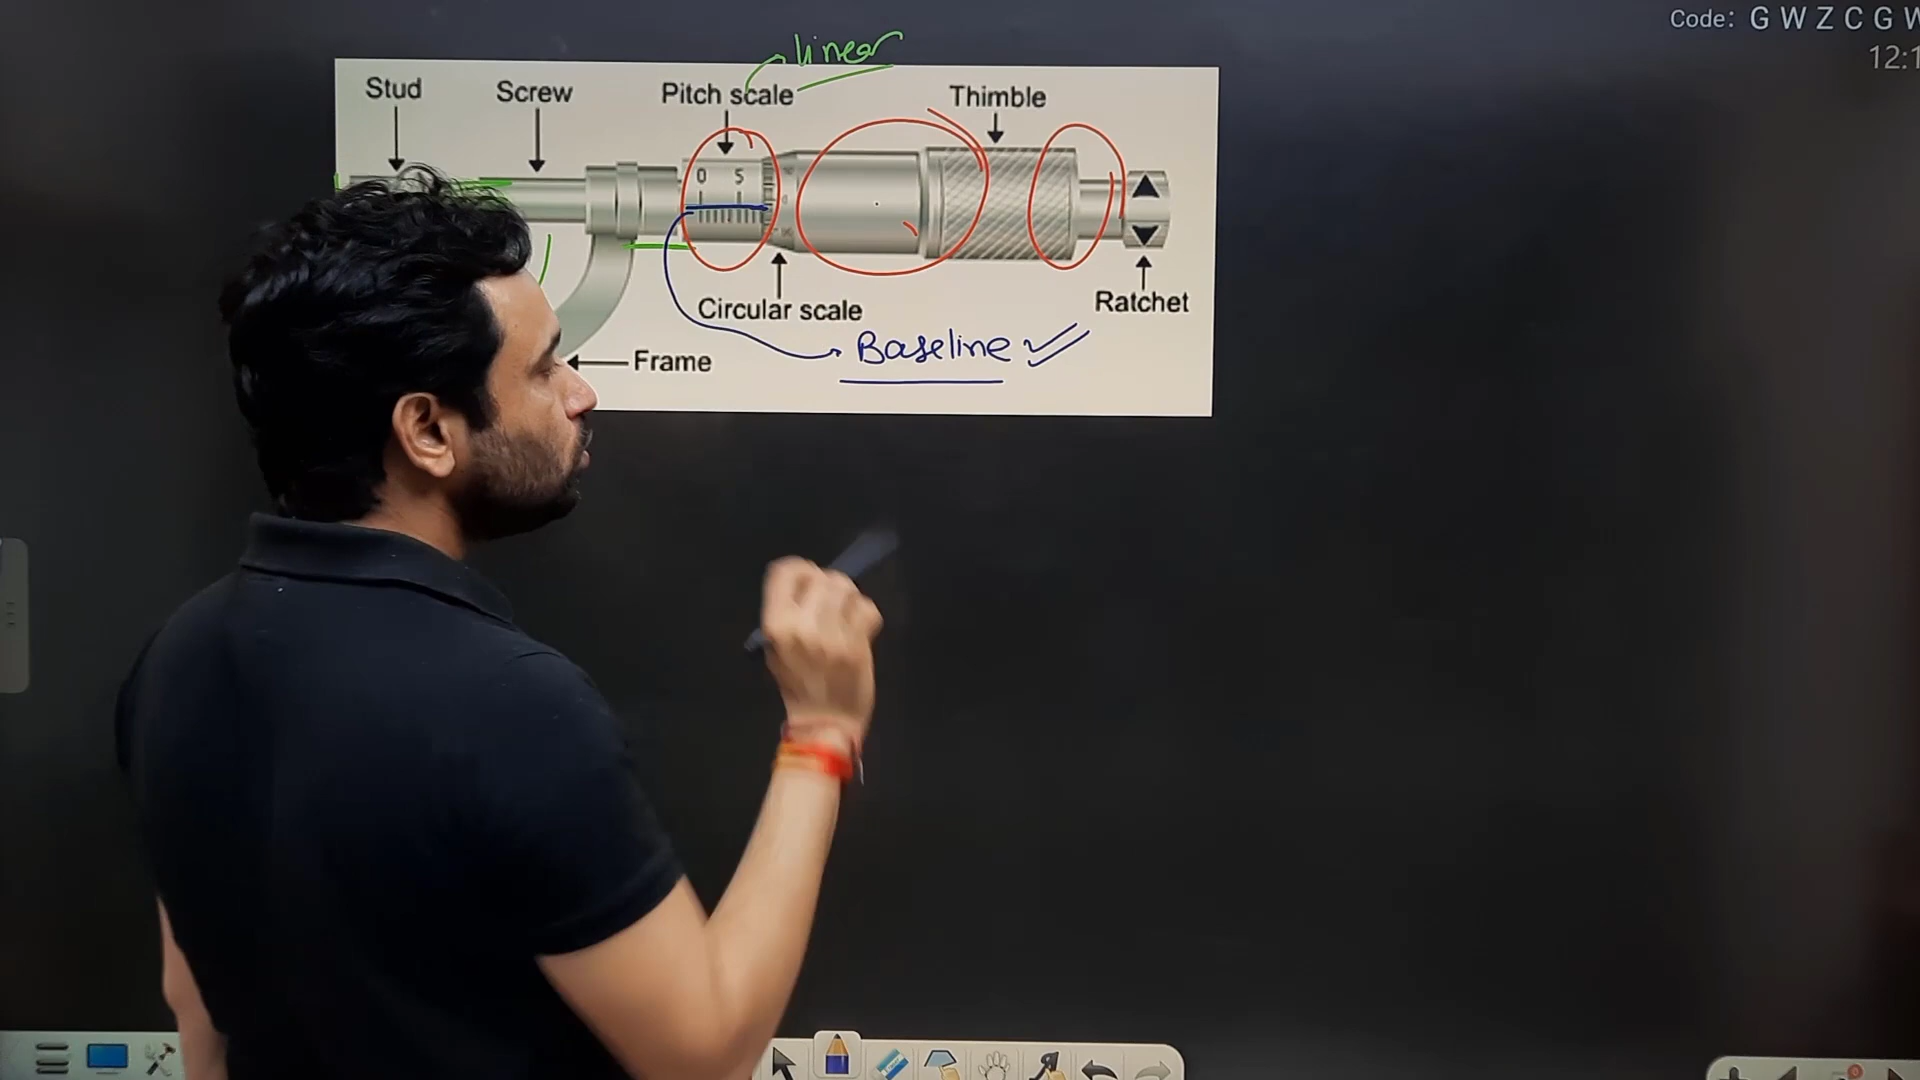 Code: G W Z C G W
12:1
linear
Stud Screw Pitch scale Thimble
0 5
Circular scale Ratchet
Baseline
Frame